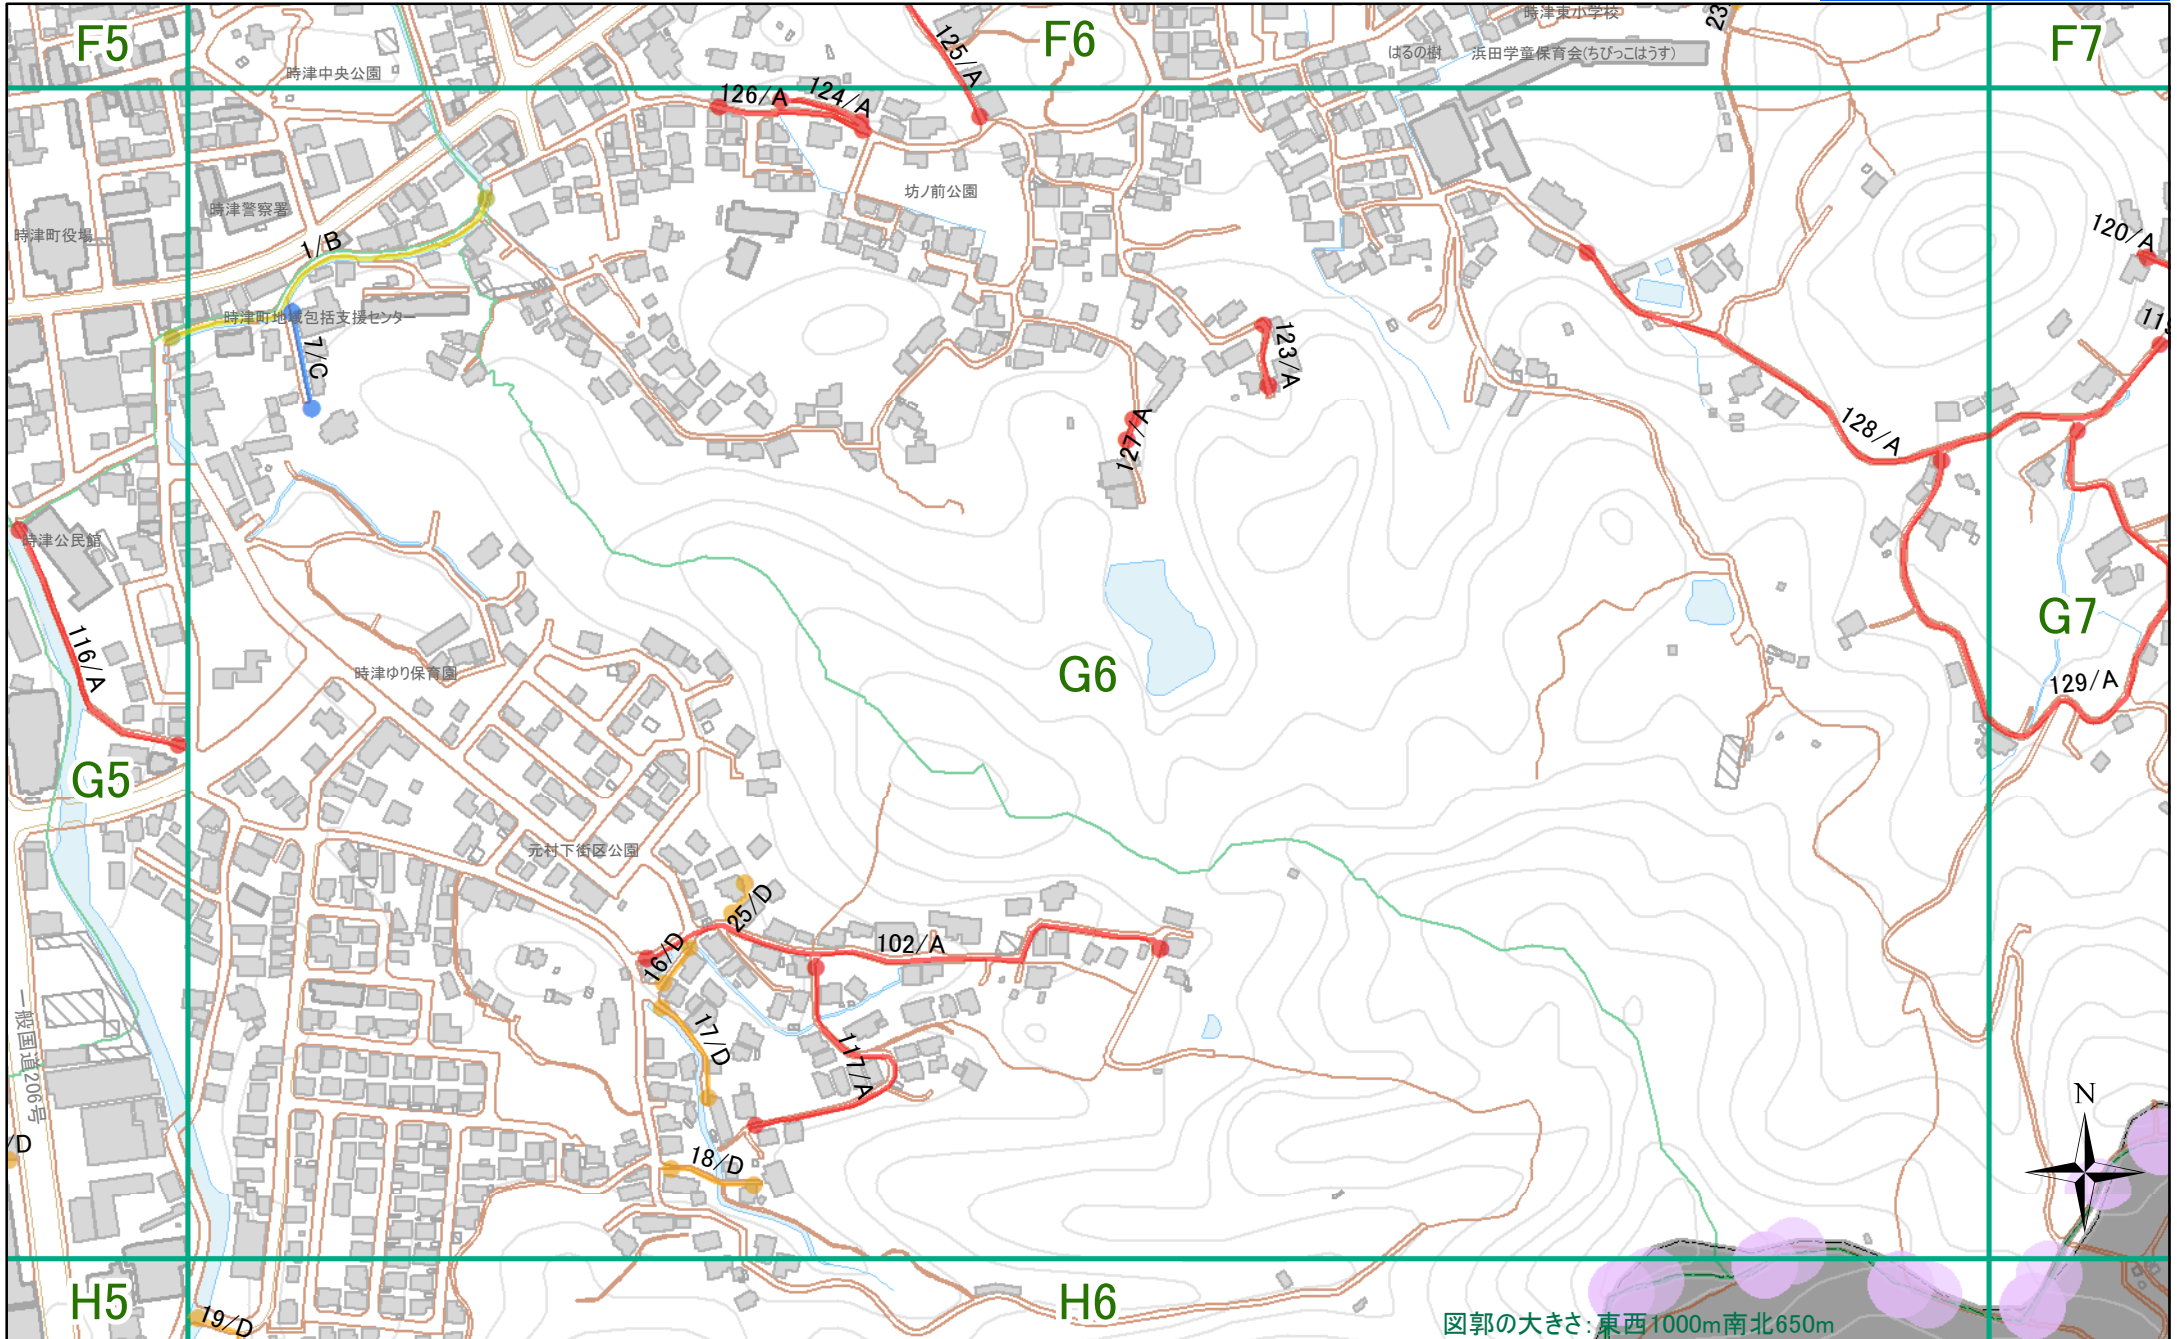 F5
F6
F7
時津東小学校
23
125/A
はるの樹
浜田学童保育会(ちびっこはうす)
時津中央公園
126/A
124/A
坊ノ前公園
時津警察署
時津町役場
1/B
120/A
時津町地域包括支援センター
7/C
123/A
127/A
128/A
時津公民館
116/A
時津ゆり保育園
G6
G7
129/A
G5
元村下街区公園
25/D
16/D
102/A
17/D
117/A
一般国道206号
18/D
/D
N
H5
H6
19/D
図郭の大きさ:東西1000m南北650m